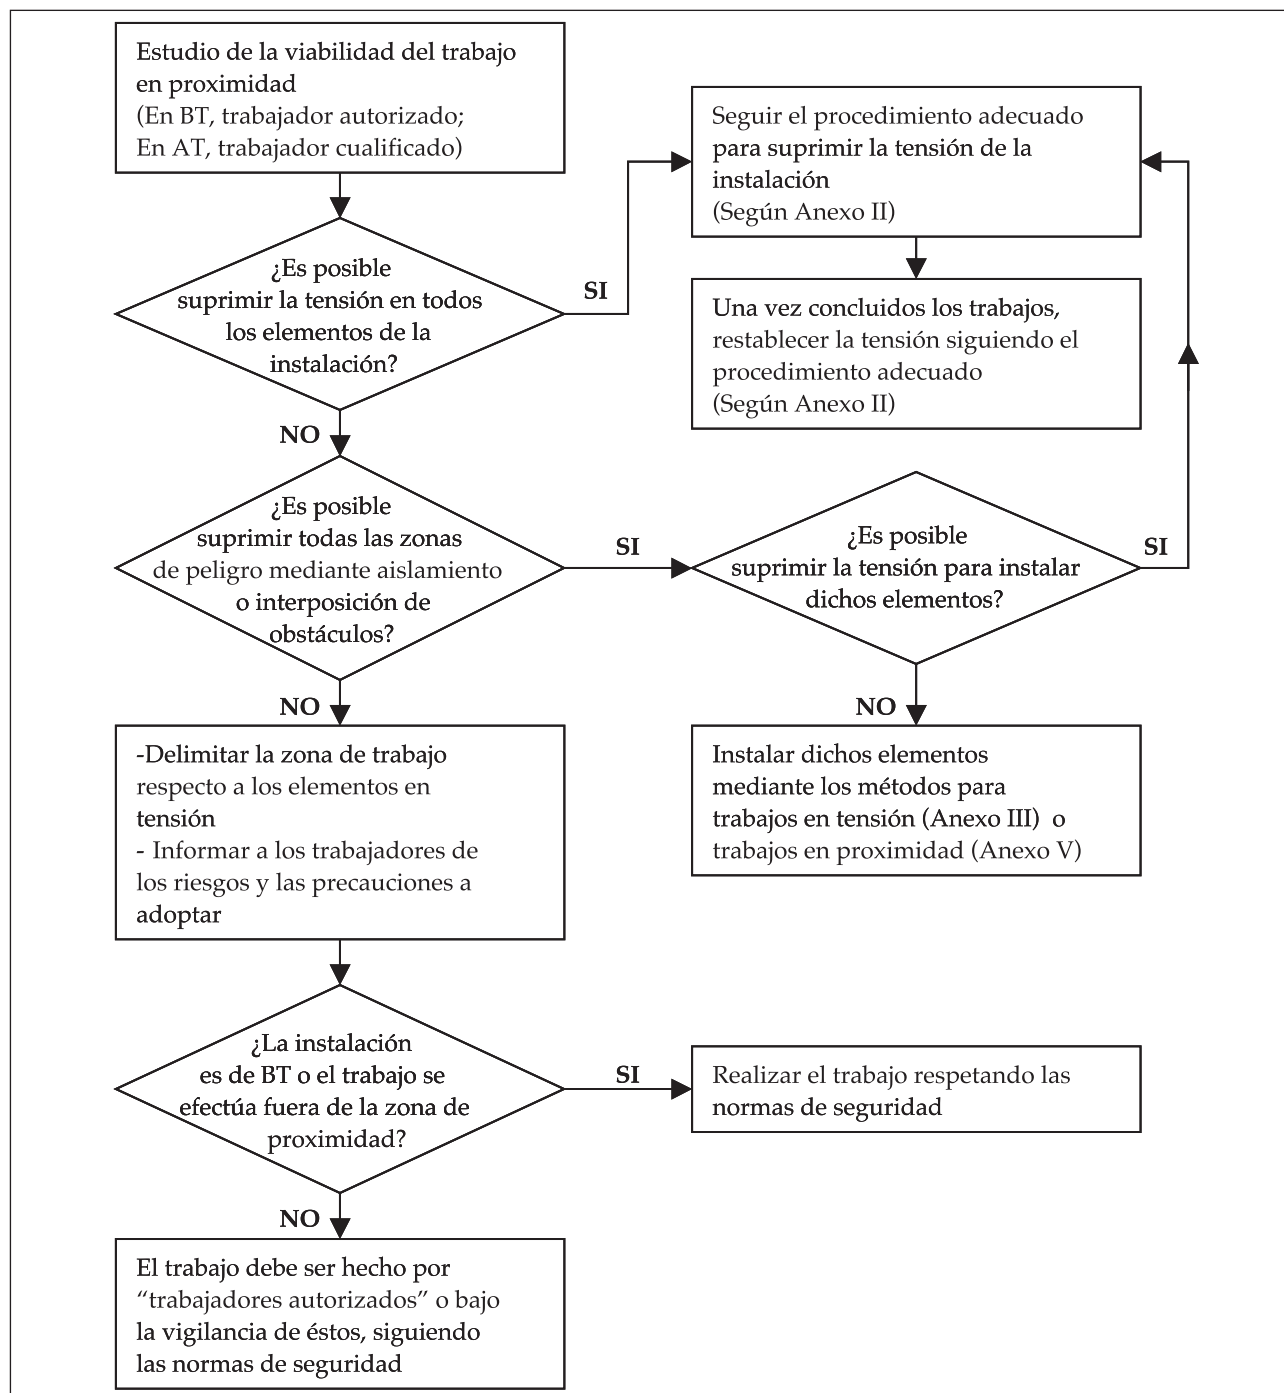 Estudio de la viabilidad del trabajo
en proximidad
(En BT, trabajador autorizado;
En AT, trabajador cualificado)
Seguir el procedimiento adecuado
para suprimir la tensión de la
instalación
(Según Anexo II)
¿Es posible
suprimir la tensión en todos
los elementos de la
instalación?
SI
Una vez concluidos los trabajos,
restablecer la tensión siguiendo el
procedimiento adecuado
(Según Anexo II)
NO
¿Es posible
suprimir todas las zonas
de peligro mediante aislamiento
o interposición de
obstáculos?
SI
¿Es posible
suprimir la tensión para instalar
dichos elementos?
SI
NO
NO
-Delimitar la zona de trabajo
respecto a los elementos en
tensión
- Informar a los trabajadores de
los riesgos y las precauciones a
adoptar
Instalar dichos elementos
mediante los métodos para
trabajos en tensión (Anexo III) o
trabajos en proximidad (Anexo V)
¿La instalación
es de BT o el trabajo se
efectúa fuera de la zona de
proximidad?
SI
Realizar el trabajo respetando las
normas de seguridad
NO
El trabajo debe ser hecho por
“trabajadores autorizados” o bajo
la vigilancia de éstos, siguiendo
las normas de seguridad